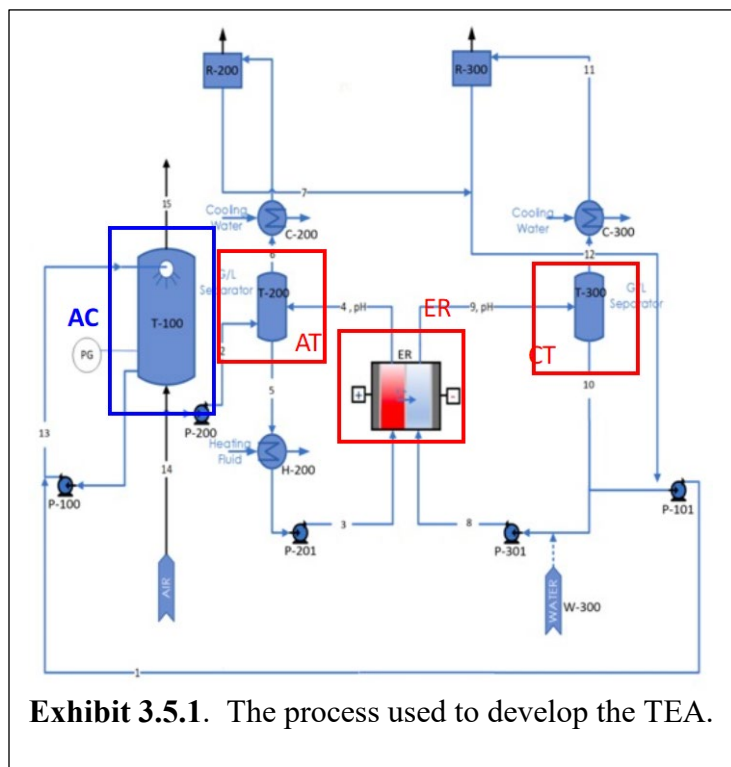 R-200
R-300
11
7
15
Cooling
Water
C-200
Cooling
Water
C-300
6
12
G/L
Separator
T-200
4, pH
ER
9, pH
T-300
G/L
Separator
AC
T-100
AT
CT
PG
2
ER
+
-
10
P-200
5
13
14
Heating
Fluid
H-200
P-100
P-101
3
8
P-201
P-301
AIR
WATER
W-300
1
Exhibit 3.5.1. The process used to develop the TEA.